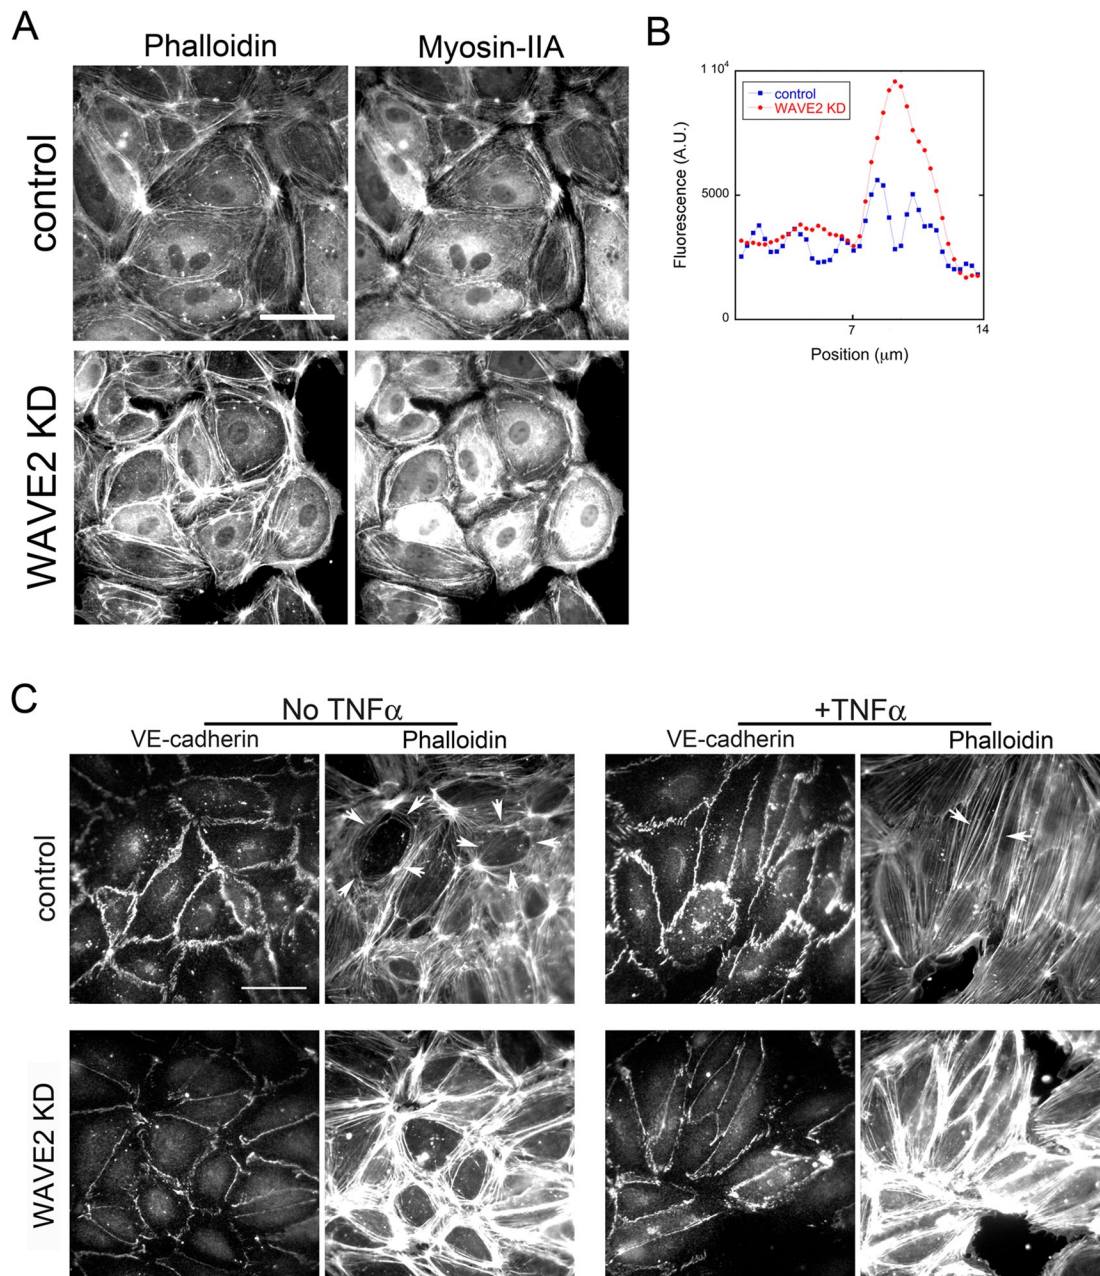 A
Phalloidin
Myosin-IIA
control
WAVE2 KD
B
1 10⁴
control
WAVE2 KD
5000
0
7
14
Fluorescence (A.U.)
Position (μm)
C
No TNFα
+TNFα
VE-cadherin
Phalloidin
VE-cadherin
Phalloidin
control
WAVE2 KD